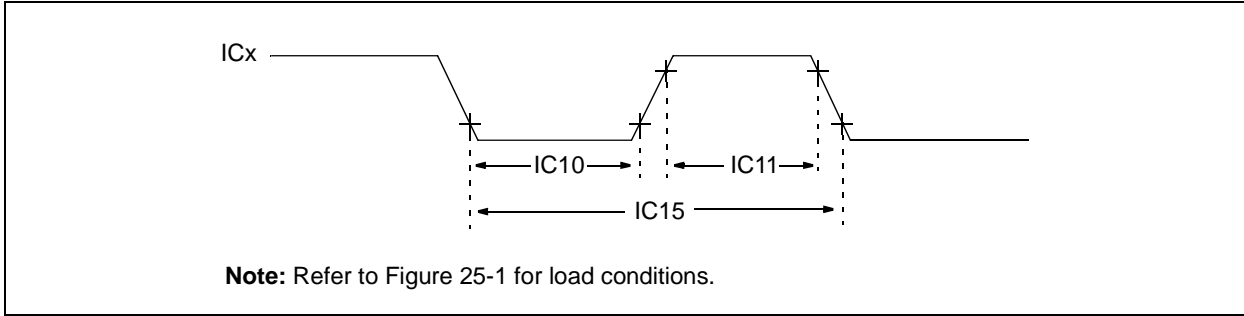 ICx
IC10
IC11
IC15
Note: Refer to Figure 25-1 for load conditions.